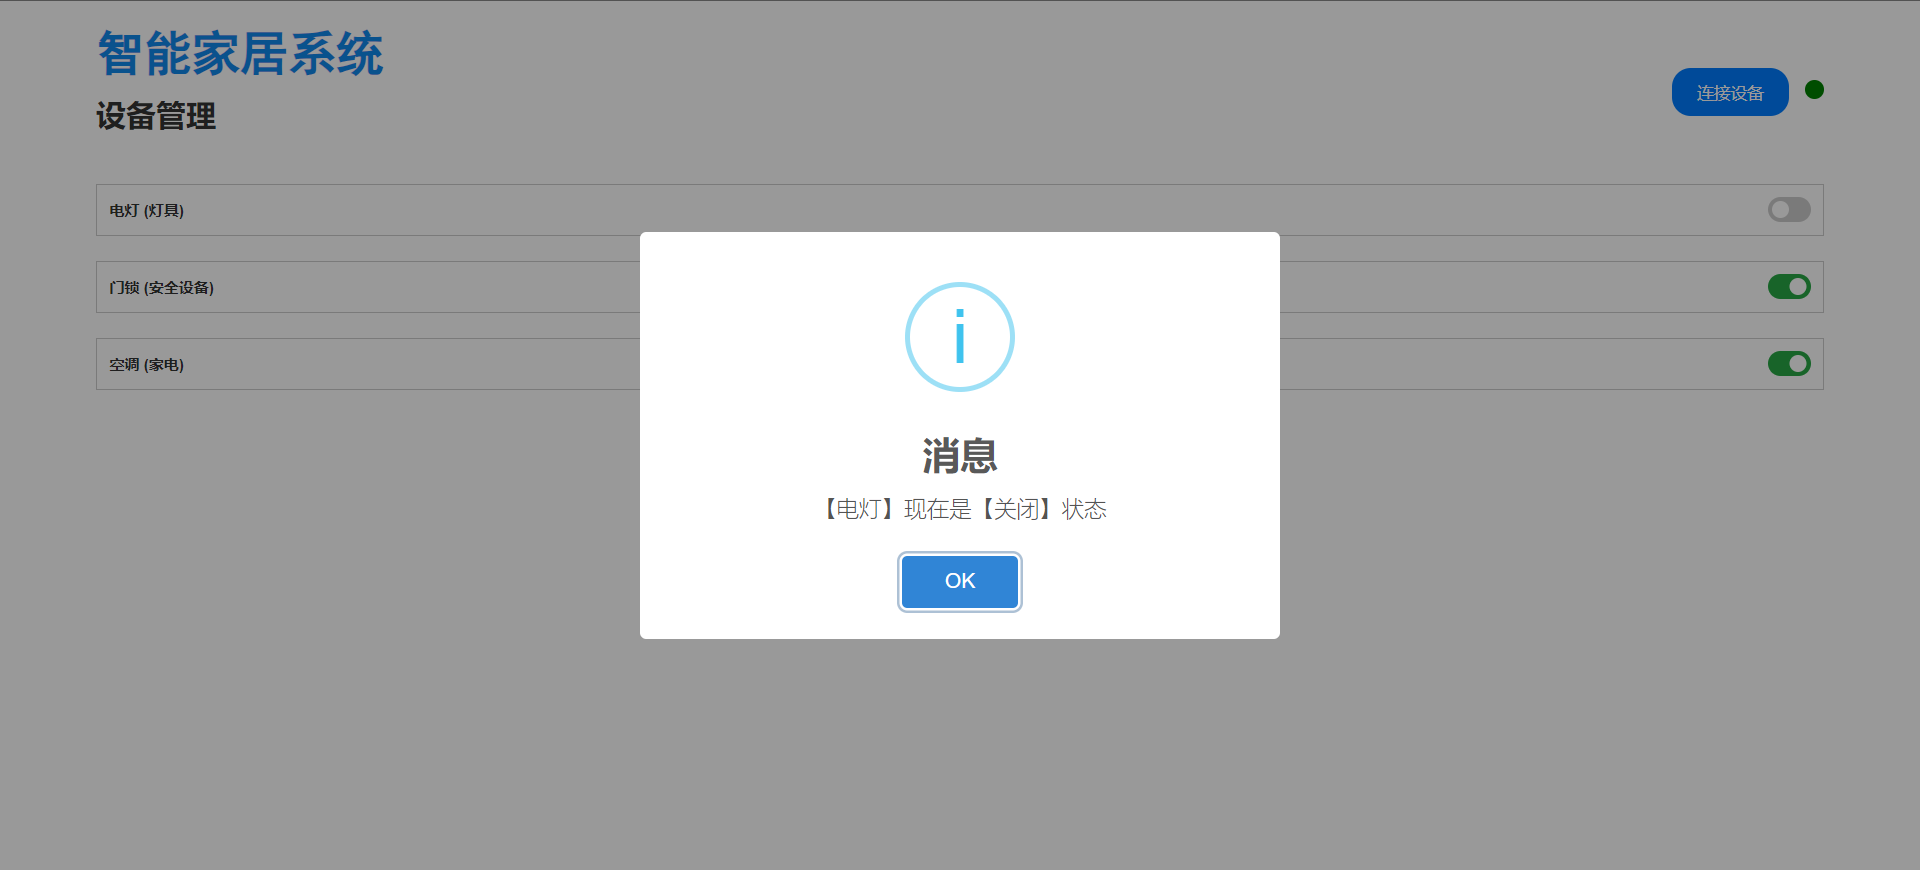 智能家居系统
设备管理
连接设备
电灯 (灯具)
门锁 (安全设备)
空调 (家电)
消息
【电灯】现在是【关闭】状态
OK